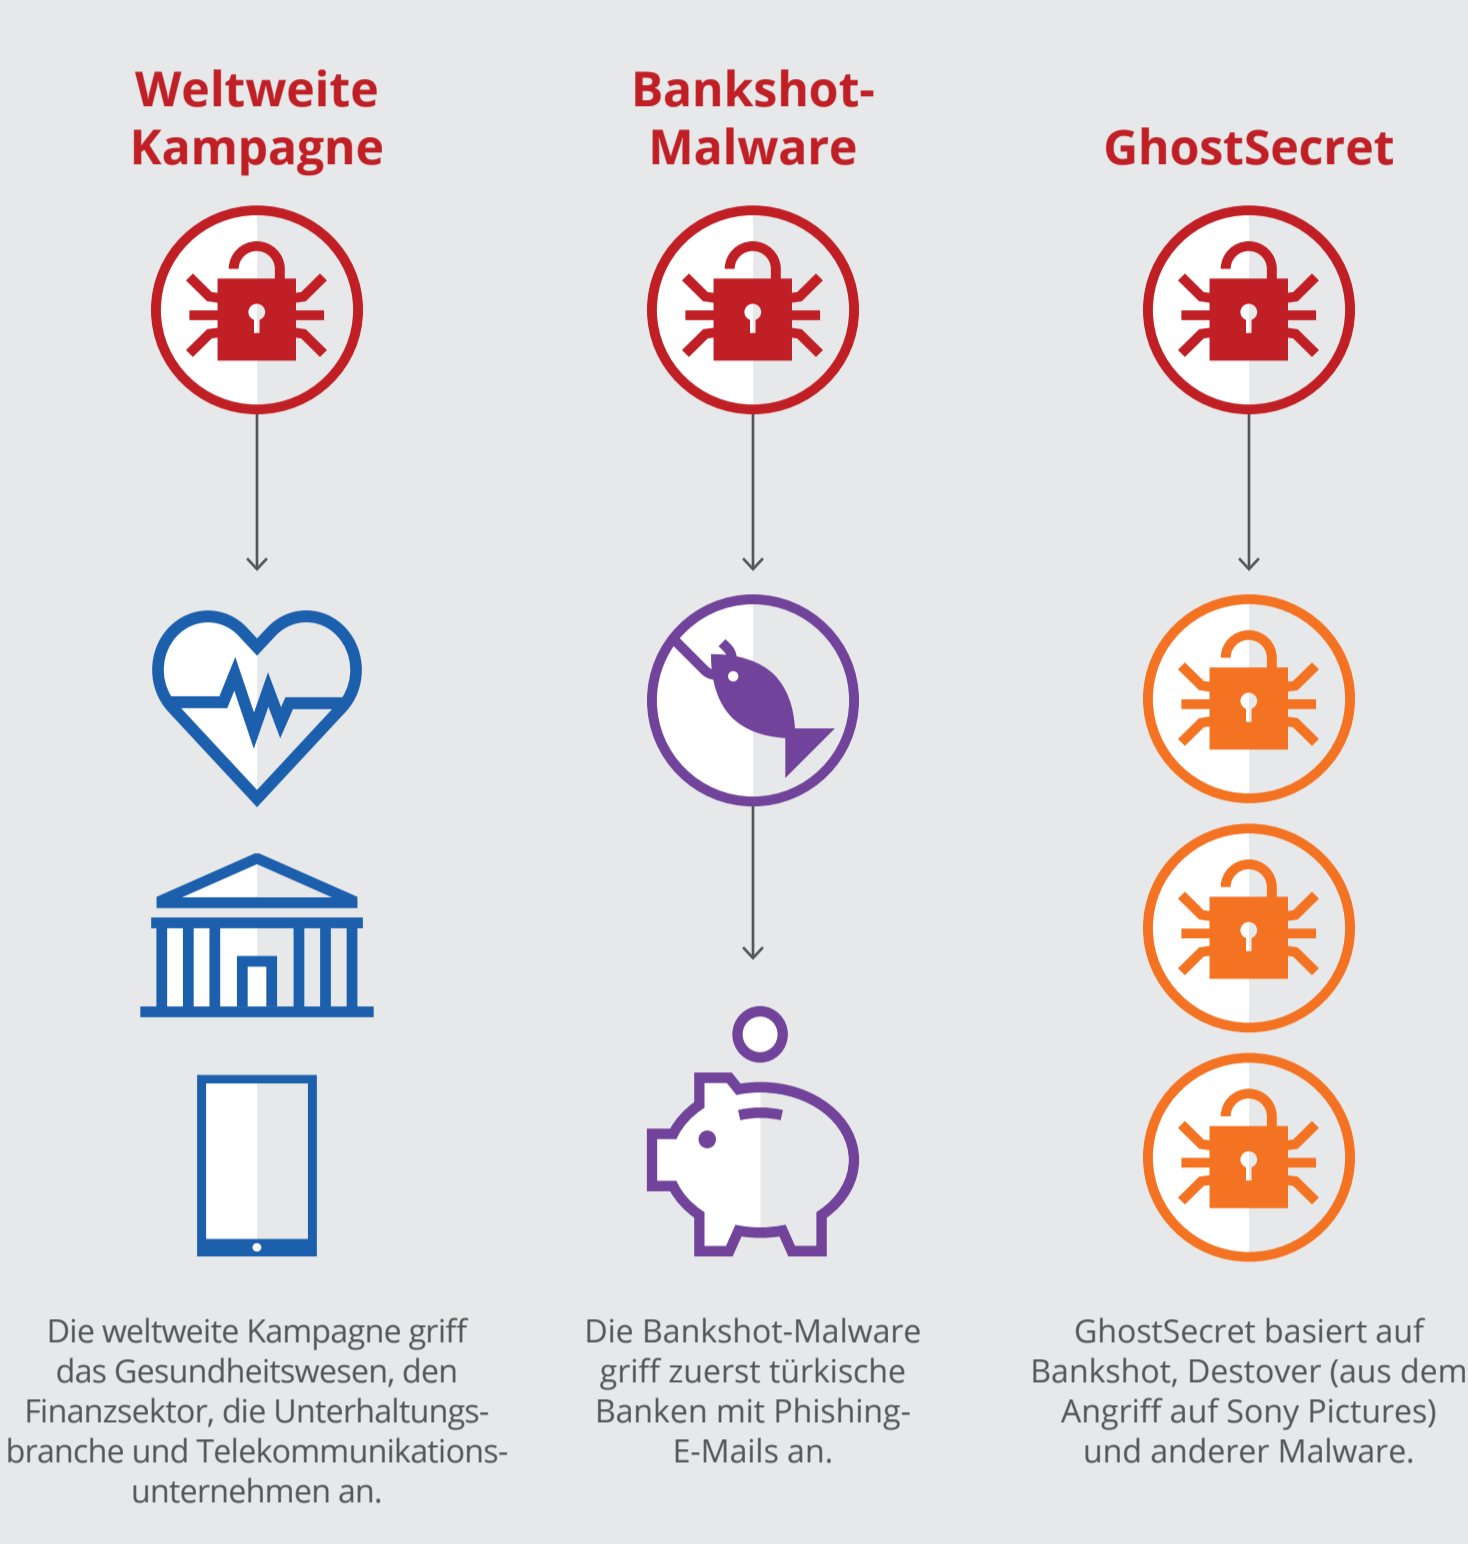 Weltweite
Kampagne
Bankshot-
Malware
GhostSecret
Die weltweite Kampagne griff
das Gesundheitswesen, den
Finanzsektor, die Unterhaltungs-
branche und Telekommunikations-
unternehmen an.
Die Bankshot-Malware
griff zuerst türkische
Banken mit Phishing-
E-Mails an.
GhostSecret basiert auf
Bankshot, Destover (aus dem
Angriff auf Sony Pictures)
und anderer Malware.